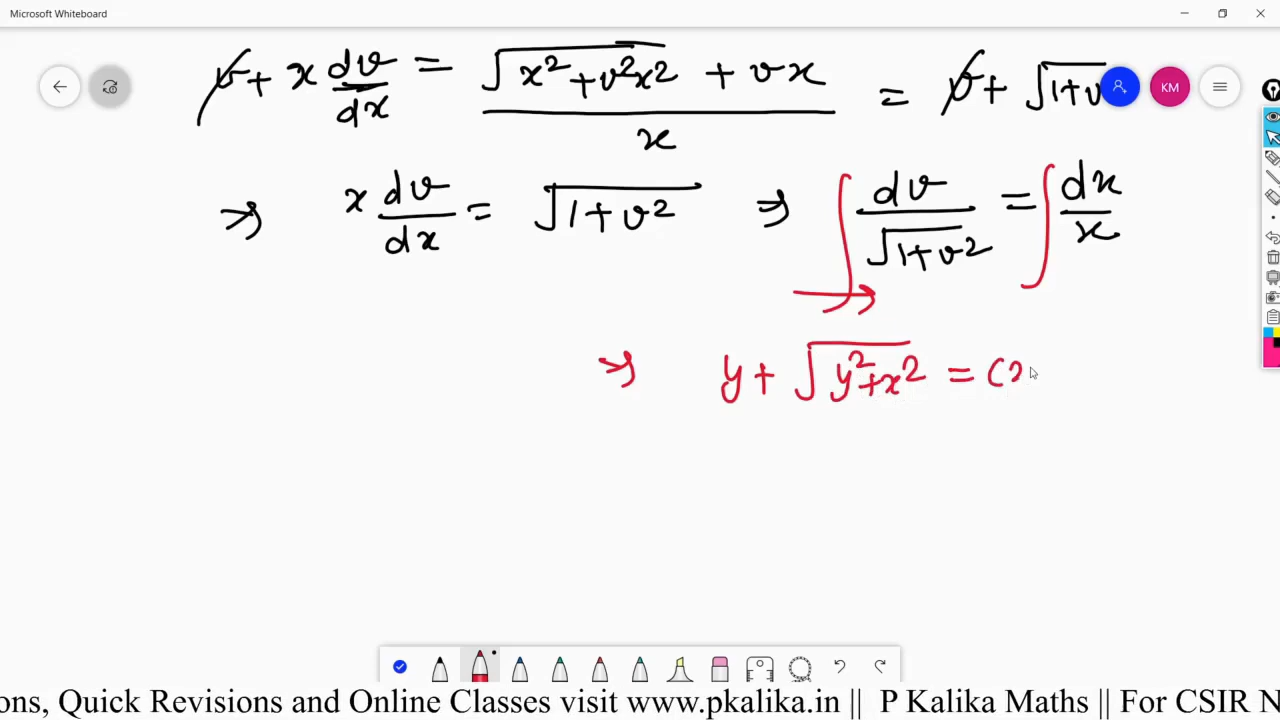 Microsoft Whiteboard
v + x dv/dx = (√(x² + v²x²) + vx)/x = v + √1+v
KM
⇒ x dv/dx = √(1+v²) ⇒ ∫ dv/√(1+v²) = ∫ dx/x
⇒ y + √(y²+x²) = c
ons, Quick Revisions and Online Classes visit www.pkalika.in || P Kalika Maths || For CSIR N